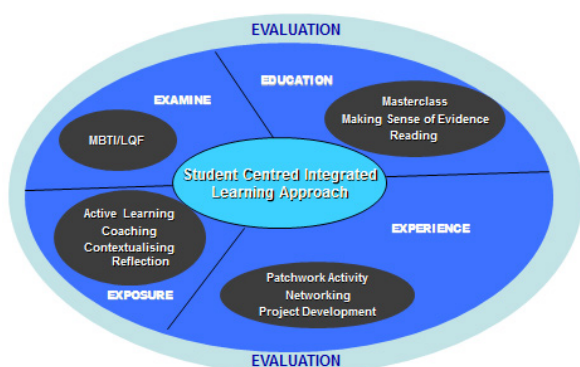 EVALUATION
EDUCATION
EXAMINE
Masterclass
Making Sense of Evidence
Reading
MBTI/LQF
Student Centred Integrated
Learning Approach
Active Learning
Coaching
Contextualising
Reflection
EXPOSURE
EXPERIENCE
Patchwork Activity
Networking
Project Development
EVALUATION